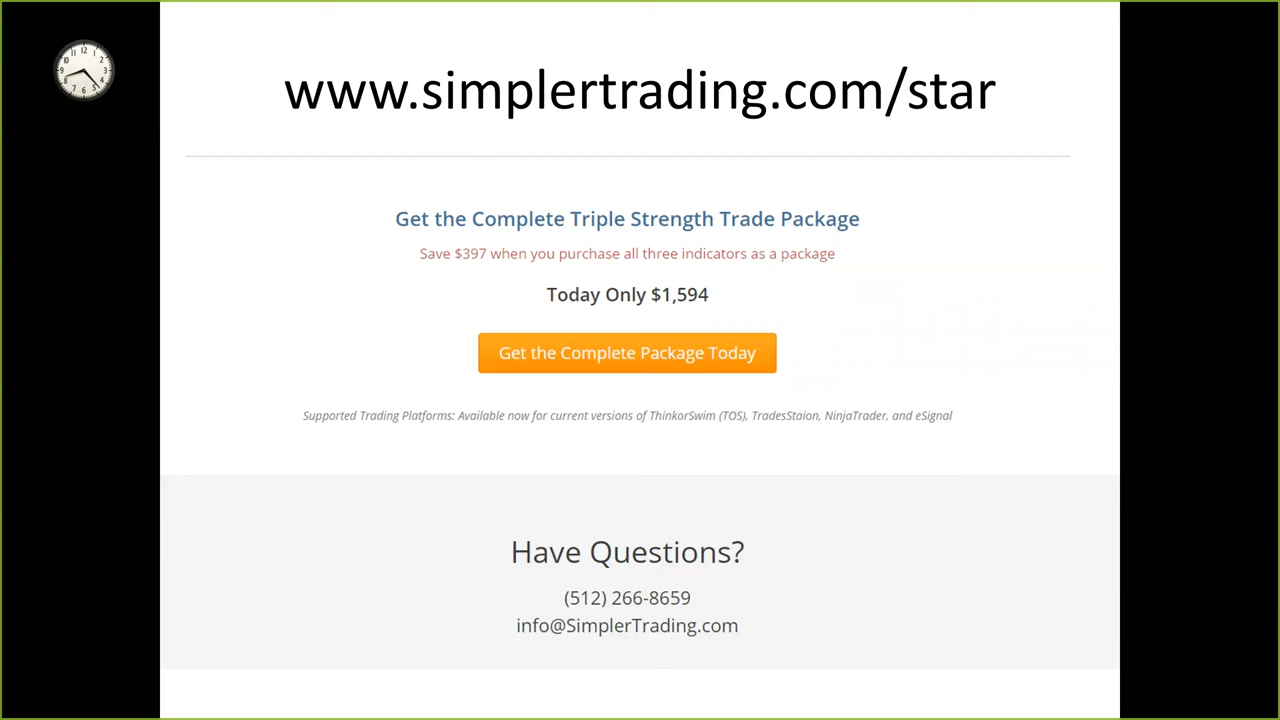 www.simplertrading.com/star
Get the Complete Triple Strength Trade Package
Save $397 when you purchase all three indicators as a package
Today Only $1,594
Get the Complete Package Today
Supported Trading Platforms: Available now for current versions of ThinkorSwim (TOS), TradesStaion, NinjaTrader, and eSignal
Have Questions?
(512) 266-8659
info@SimplerTrading.com